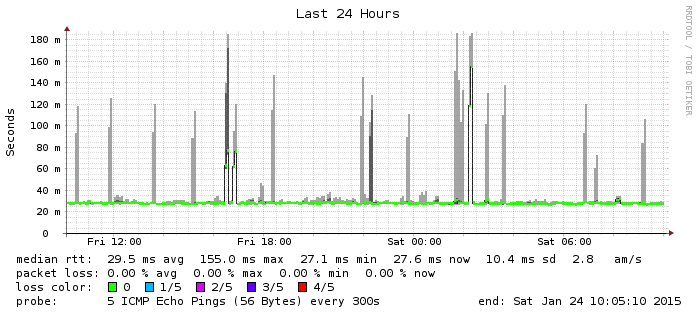 Last 24 Hours
RRDTOOL / TOBI OETIKER
Seconds
180 m
160 m
140 m
120 m
100 m
80 m
60 m
40 m
20 m
0
Fri 12:00 Fri 18:00 Sat 00:00 Sat 06:00
median rtt: 29.5 ms avg 155.0 ms max 27.1 ms min 27.6 ms now 10.4 ms sd 2.8 am/s
packet loss: 0.00 % avg 0.00 % max 0.00 % min 0.00 % now
loss color: 0 1/5 2/5 3/5 4/5
probe: 5 ICMP Echo Pings (56 Bytes) every 300s end: Sat Jan 24 10:05:10 2015